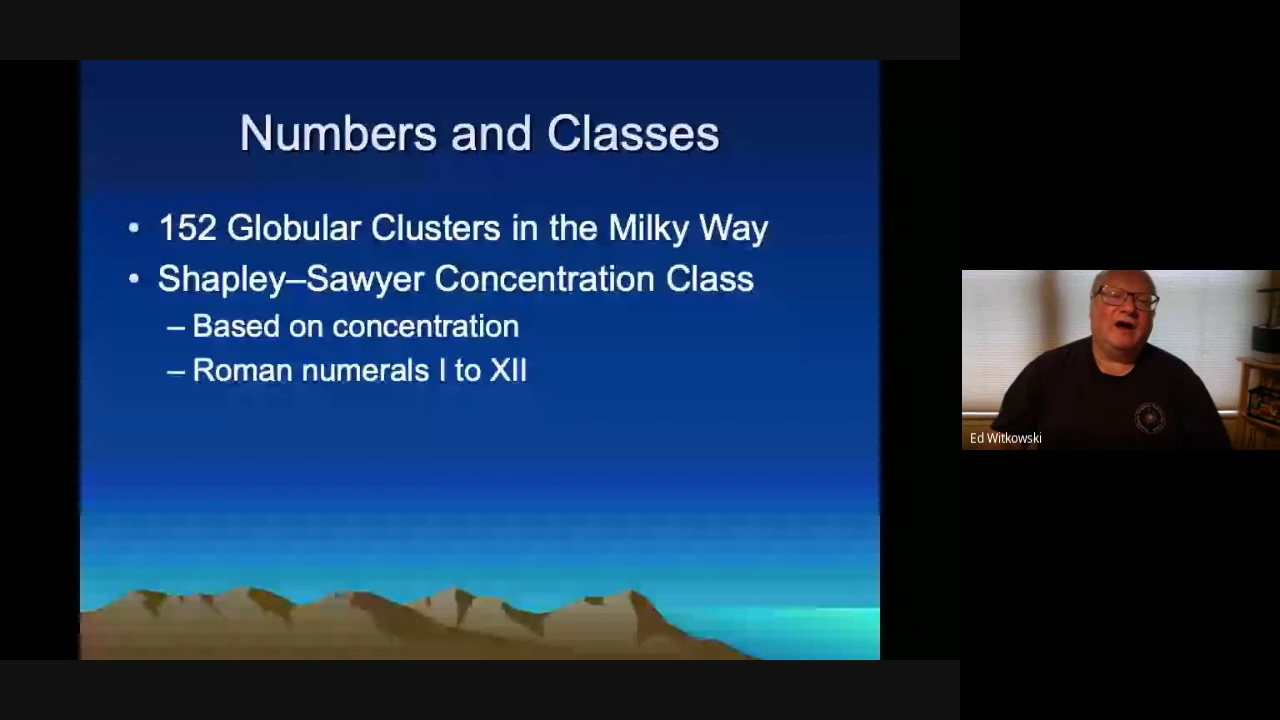 Numbers and Classes
• 152 Globular Clusters in the Milky Way
• Shapley–Sawyer Concentration Class
– Based on concentration
– Roman numerals I to XII
Ed Witkowski